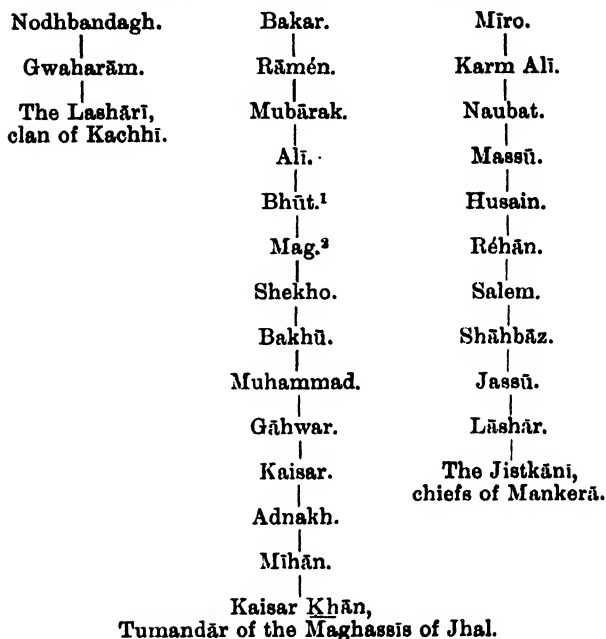 Nodhbandagh. Bakar. Mīro.
Gwaharām. Rāmén. Karm Alī.
The Lashārī, Mubārak. Naubat.
clan of Kachhī.
Alī. Massū.
Bhūt.¹ Husain.
Mag.² Réhān.
Shekho. Salem.
Bakhū. Shāhbāz.
Muhammad. Jassū.
Gāhwar. Lāshār.
Kaisar. The Jistkānī,
chiefs of Mankerā.
Adnakh.
Mīhān.
Kaisar Khān,
Tumandār of the Maghassīs of Jhal.